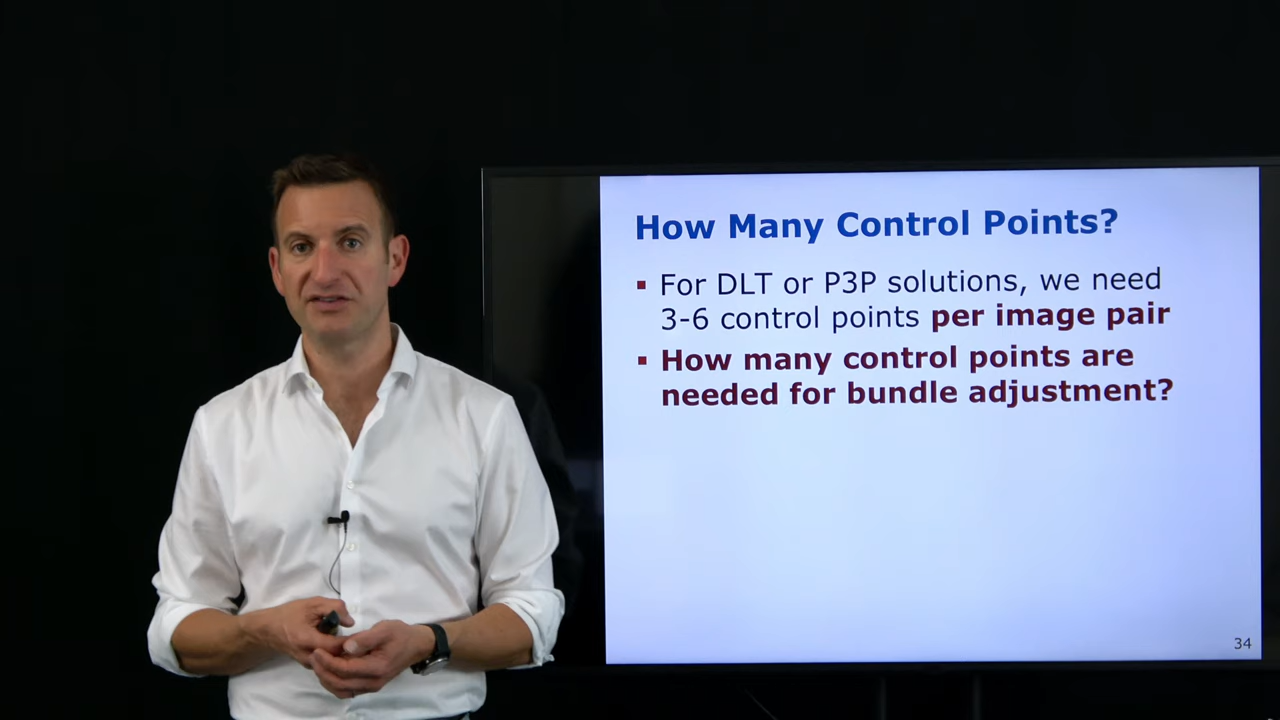 How Many Control Points?
▪ For DLT or P3P solutions, we need
3-6 control points per image pair
▪ How many control points are
needed for bundle adjustment?
34